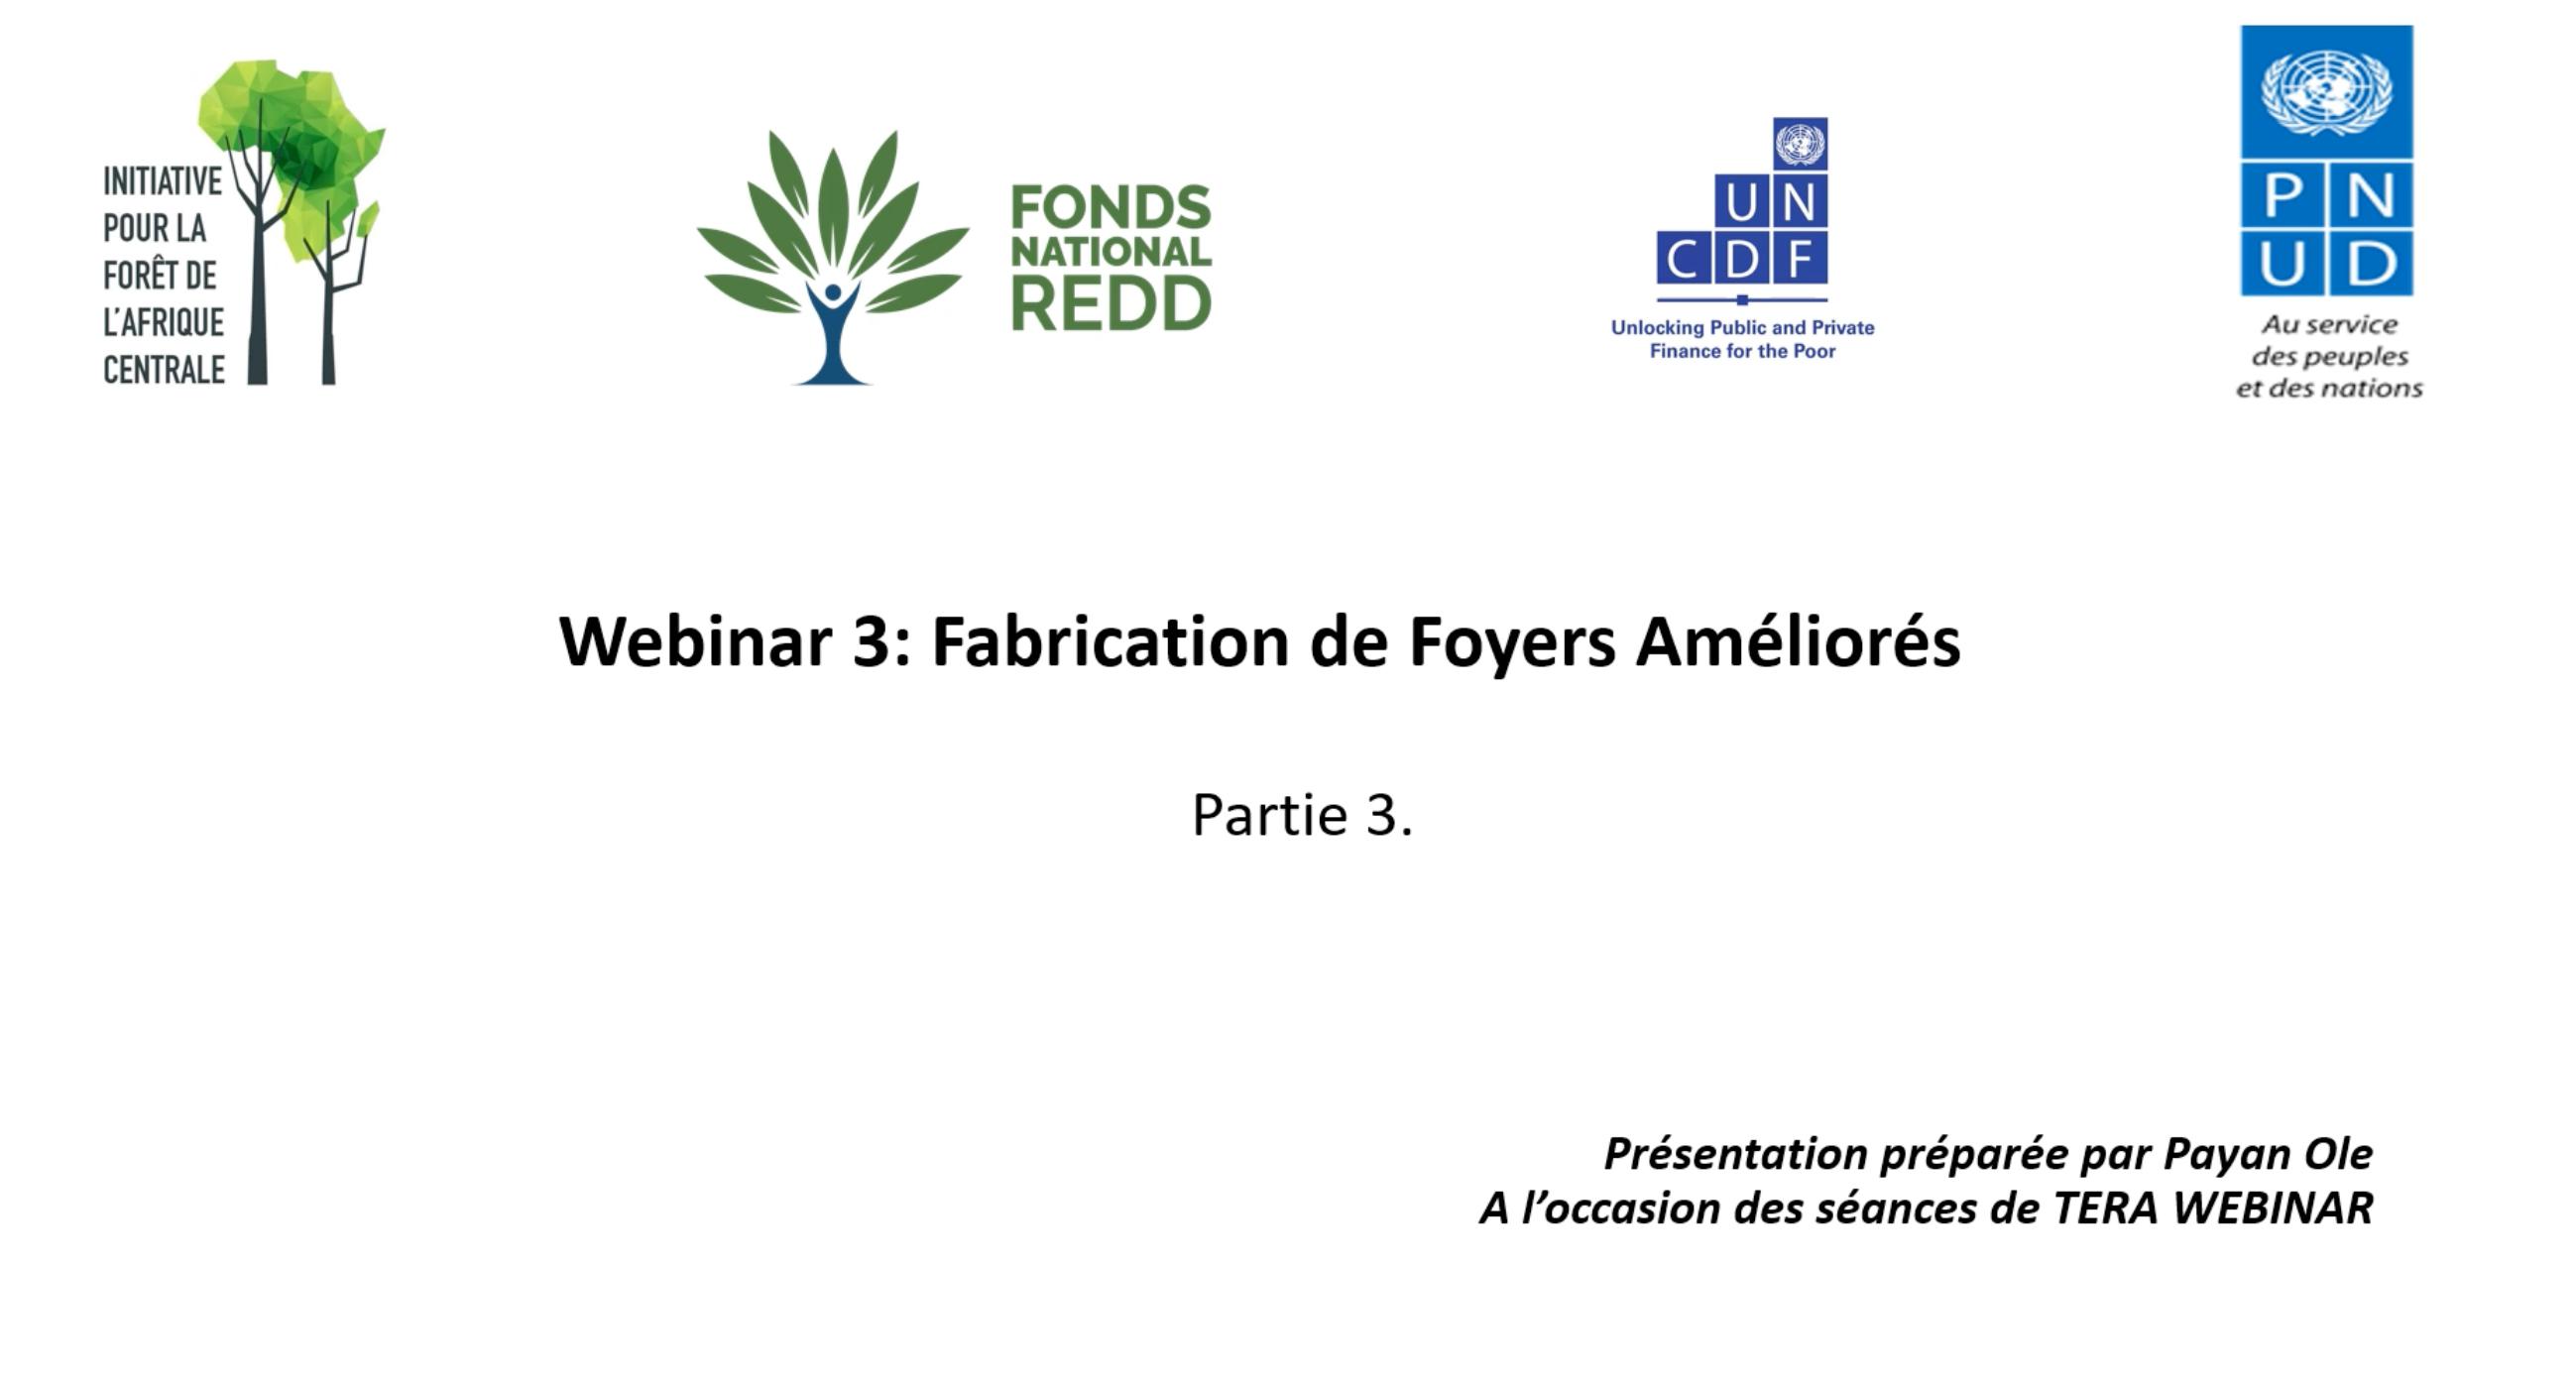 INITIATIVE
POUR LA
FORÊT DE
L'AFRIQUE
CENTRALE
FONDS
NATIONAL
REDD
UN
CDF
Unlocking Public and Private
Finance for the Poor
PN
UD
Au service
des peuples
et des nations
Webinar 3: Fabrication de Foyers Améliorés
Partie 3.
Présentation préparée par Payan Ole
A l’occasion des séances de TERA WEBINAR